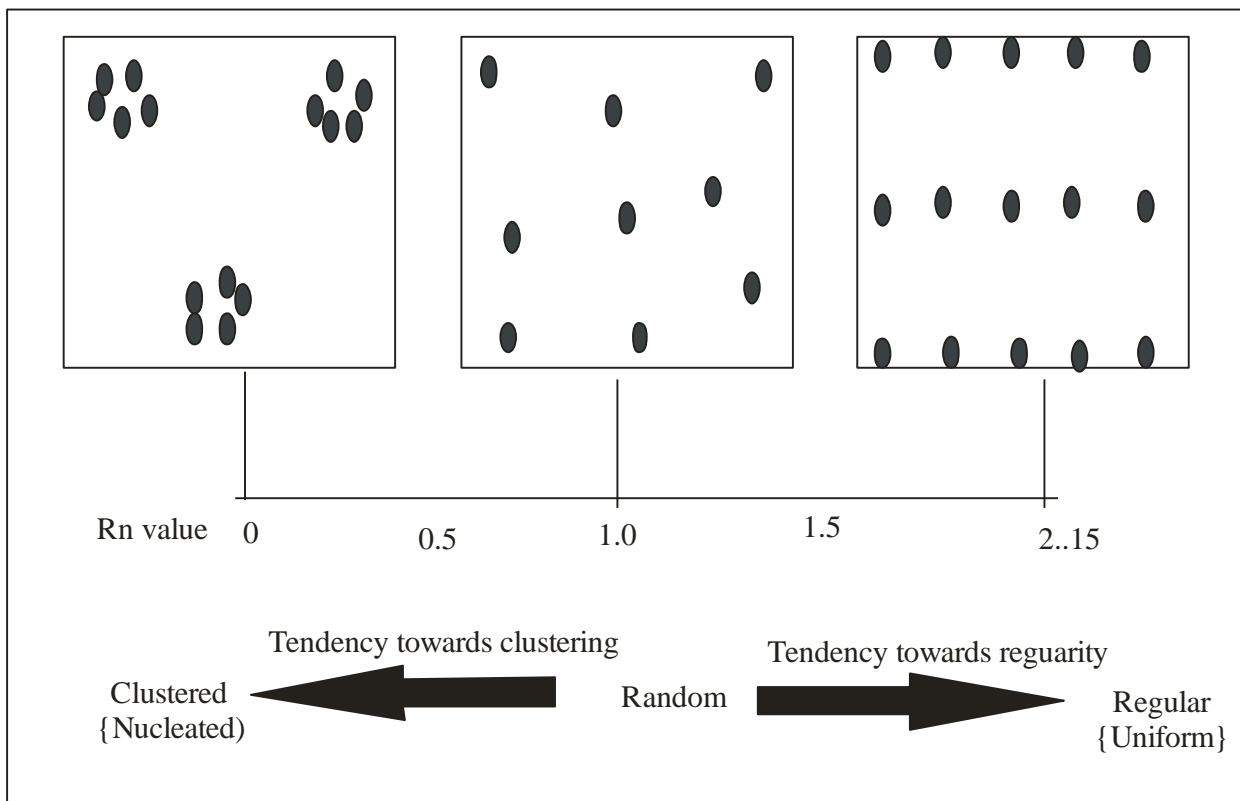 Rn value 0 0.5 1.0 1.5 2..15
Tendency towards clustering
Tendency towards reguarity
Clustered
{Nucleated)
Random
Regular
{Uniform}